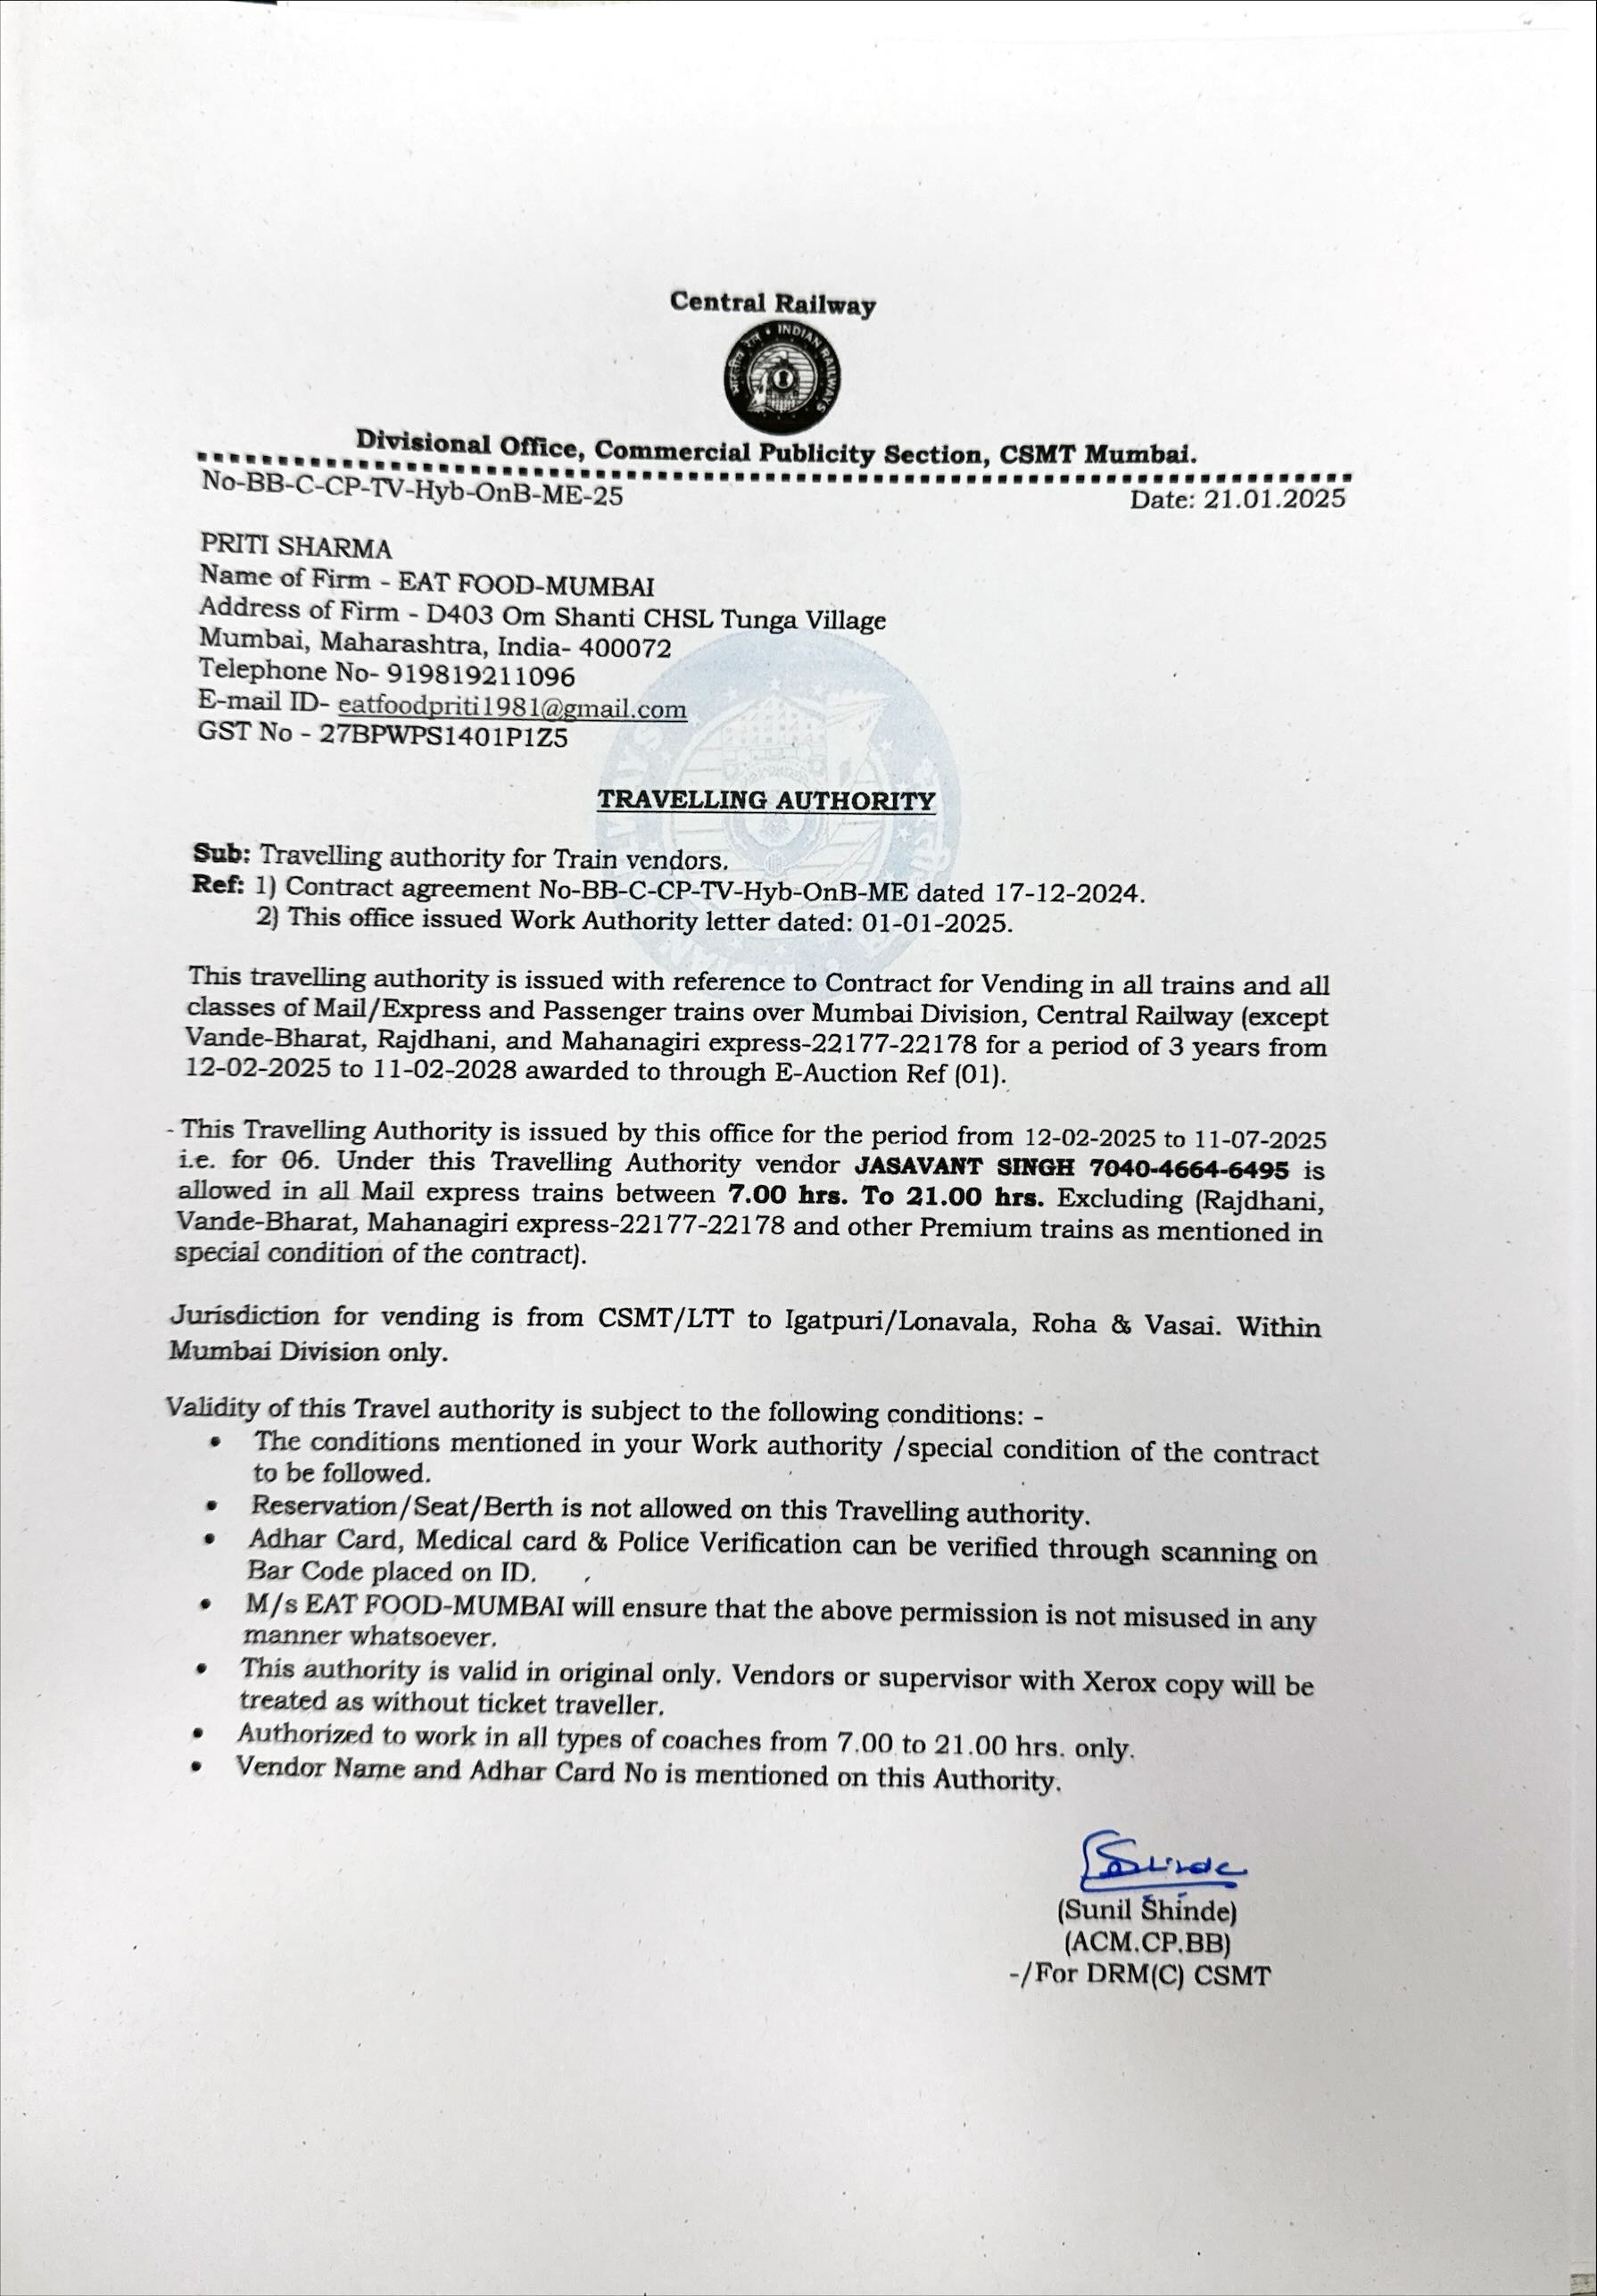 Central Railway
भारतीय रेल • INDIAN RAILWAYS
Divisional Office, Commercial Publicity Section, CSMT Mumbai.
No-BB-C-CP-TV-Hyb-OnB-ME-25 Date: 21.01.2025
PRITI SHARMA
Name of Firm - EAT FOOD-MUMBAI
Address of Firm - D403 Om Shanti CHSL Tunga Village
Mumbai, Maharashtra, India- 400072
Telephone No- 919819211096
E-mail ID- eatfoodpriti1981@gmail.com
GST No - 27BPWPS1401P1Z5
TRAVELLING AUTHORITY
Sub: Travelling authority for Train vendors.
Ref: 1) Contract agreement No-BB-C-CP-TV-Hyb-OnB-ME dated 17-12-2024.
2) This office issued Work Authority letter dated: 01-01-2025.
This travelling authority is issued with reference to Contract for Vending in all trains and all
classes of Mail/Express and Passenger trains over Mumbai Division, Central Railway (except
Vande-Bharat, Rajdhani, and Mahanagiri express-22177-22178 for a period of 3 years from
12-02-2025 to 11-02-2028 awarded to through E-Auction Ref (01).
- This Travelling Authority is issued by this office for the period from 12-02-2025 to 11-07-2025
i.e. for 06. Under this Travelling Authority vendor JASAVANT SINGH 7040-4664-6495 is
allowed in all Mail express trains between 7.00 hrs. To 21.00 hrs. Excluding (Rajdhani,
Vande-Bharat, Mahanagiri express-22177-22178 and other Premium trains as mentioned in
special condition of the contract).
Jurisdiction for vending is from CSMT/LTT to Igatpuri/Lonavala, Roha & Vasai. Within
Mumbai Division only.
Validity of this Travel authority is subject to the following conditions: -
• The conditions mentioned in your Work authority /special condition of the contract
to be followed.
• Reservation/Seat/Berth is not allowed on this Travelling authority.
• Adhar Card, Medical card & Police Verification can be verified through scanning on
Bar Code placed on ID.
• M/s EAT FOOD-MUMBAI will ensure that the above permission is not misused in any
manner whatsoever.
• This authority is valid in original only. Vendors or supervisor with Xerox copy will be
treated as without ticket traveller.
• Authorized to work in all types of coaches from 7.00 to 21.00 hrs. only.
• Vendor Name and Adhar Card No is mentioned on this Authority.
(Sunil Shinde)
(ACM.CP.BB)
-/For DRM(C) CSMT